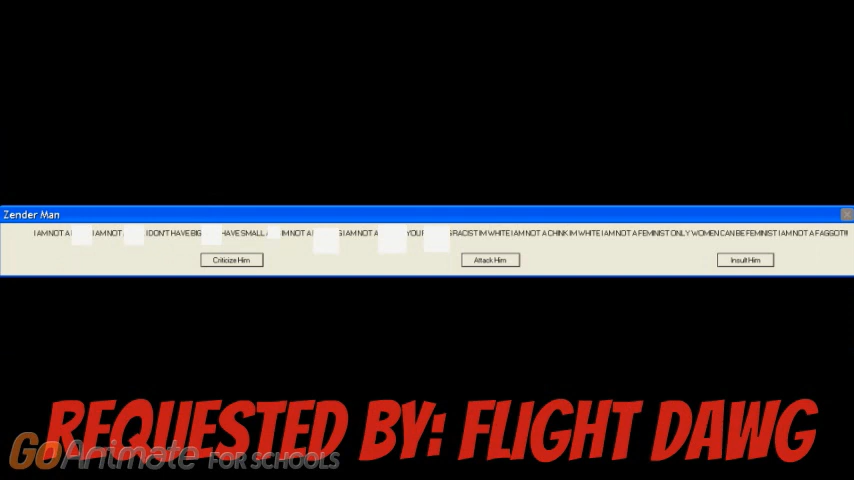 Zender Man
I AM NOT A I AM NOT I DON'T HAVE BIG HAVE SMALL IM NOT A I AM NOT A YOUR RACIST IM WHITE I AM NOT A CHINK IM WHITE I AM NOT A FEMINIST ONLY WOMEN CAN BE FEMINIST I AM NOT A FAGGOT!!!
Criticize Him Attack Him Insult Him
REQUESTED BY: FLIGHT DAWG
GoAnimate FOR SCHOOLS